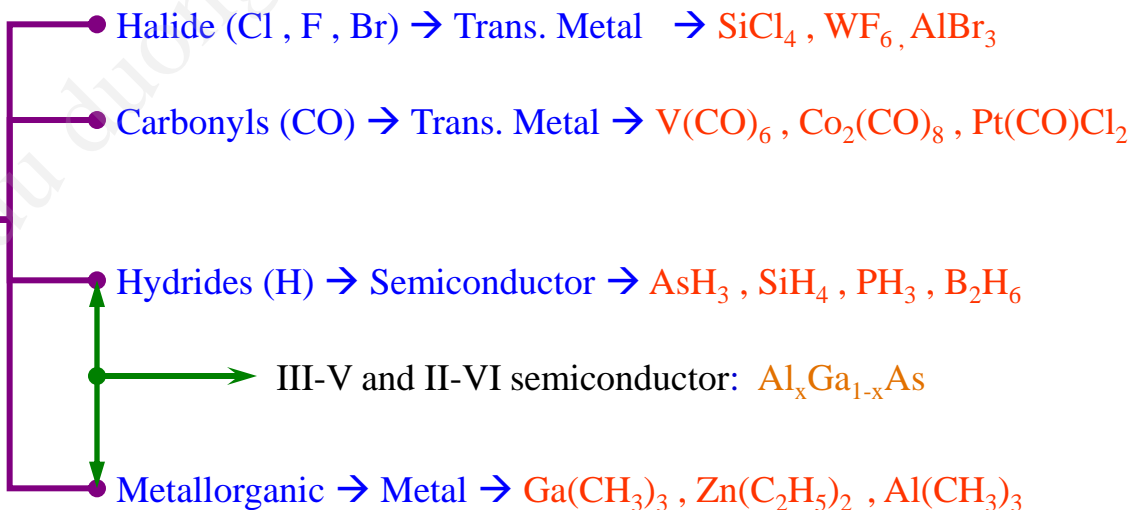 Halide (Cl , F , Br) → Trans. Metal → SiCl₄ , WF₆ , AlBr₃
Carbonyls (CO) → Trans. Metal → V(CO)₆ , Co₂(CO)₈ , Pt(CO)Cl₂
Hydrides (H) → Semiconductor → AsH₃ , SiH₄ , PH₃ , B₂H₆
III-V and II-VI semiconductor: AlₓGa₁₋ₓAs
Metallorganic → Metal → Ga(CH₃)₃ , Zn(C₂H₅)₂ , Al(CH₃)₃